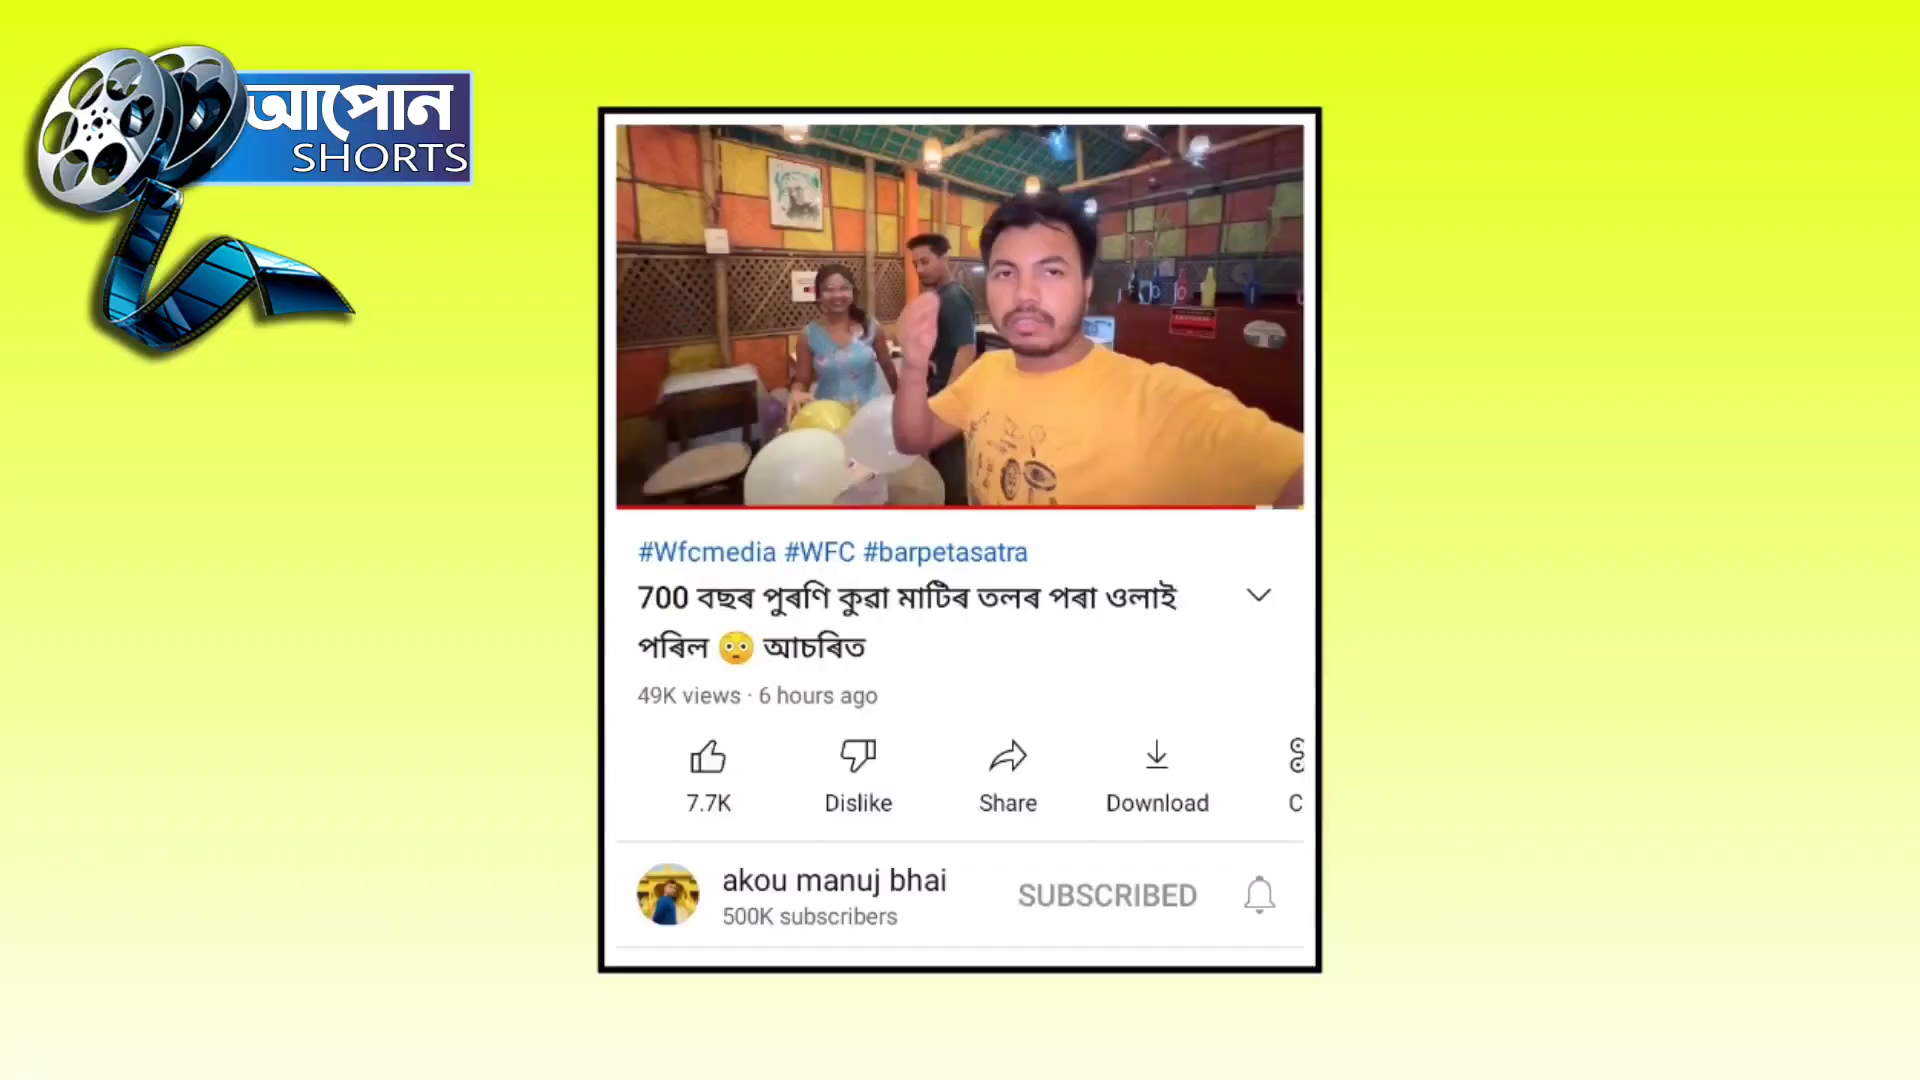 আপোন
SHORTS
#Wfcmedia #WFC #barpetasatra
700 বছৰ পুৰণি কুৱা মাটিৰ তলৰ পৰা ওলাই
পৰিল 😳 আচৰিত
49K views · 6 hours ago
7.7K Dislike Share Download C
akou manuj bhai
500K subscribers
SUBSCRIBED